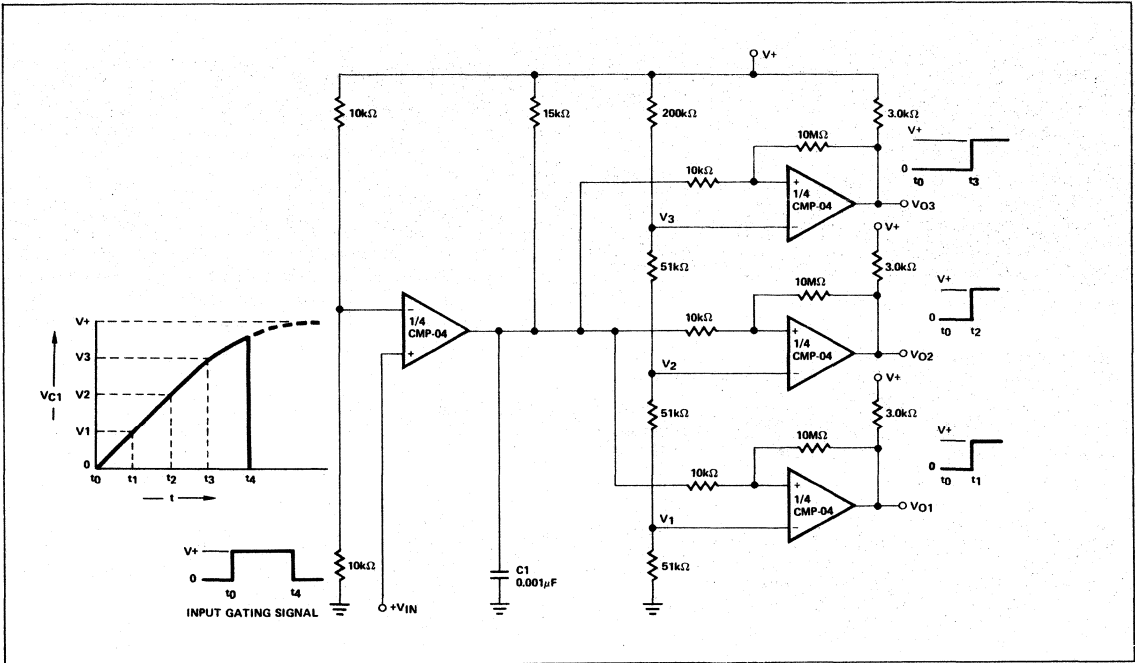 V+
10kΩ
15kΩ
200kΩ
3.0kΩ
10MΩ
V+
0
t0
t3
10kΩ
+
1/4
CMP-04
−
V3
VO3
V+
51kΩ
3.0kΩ
10MΩ
V+
0
t0
t2
−
1/4
CMP-04
+
10kΩ
+
1/4
CMP-04
−
V2
VO2
V+
51kΩ
3.0kΩ
10MΩ
V+
0
t0
t1
10kΩ
+
1/4
CMP-04
−
V1
VO1
V+
V3
VC1
V2
V1
0
t0
t1
t2
t3
t4
t
V+
0
t0
t4
INPUT GATING SIGNAL
10kΩ
+VIN
C1
0.001μF
51kΩ